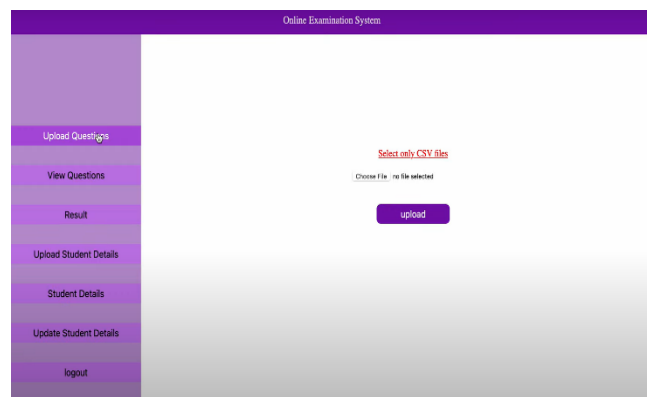 Online Examination System
Upload Questions
View Questions
Result
Upload Student Details
Student Details
Update Student Details
logout
Select only CSV files
Choose File no file selected
upload